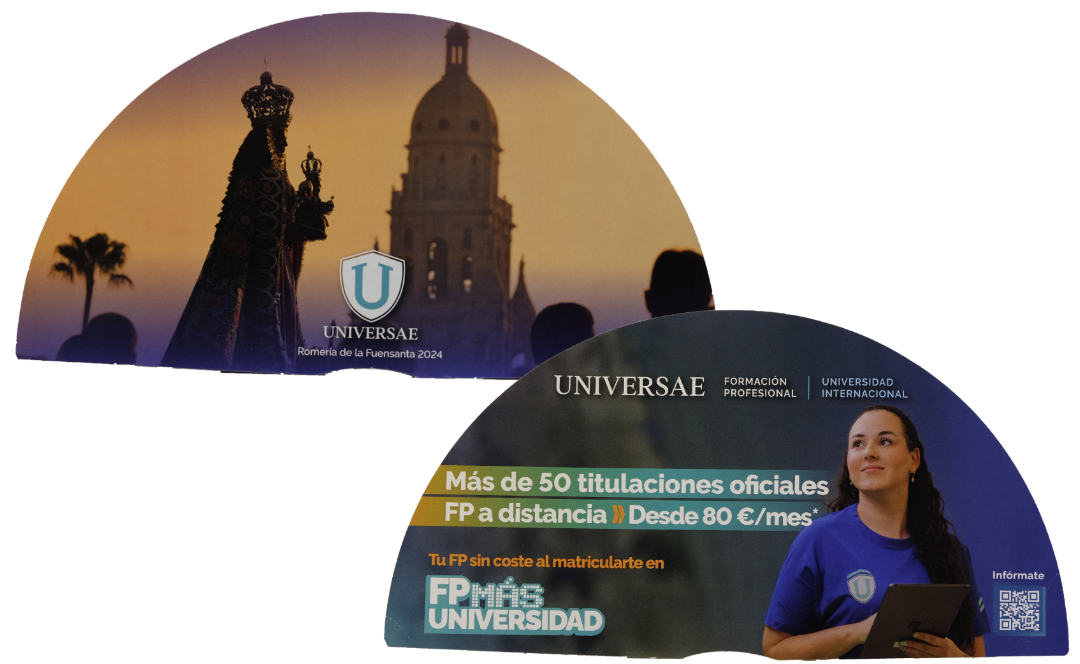 U
UNIVERSAE
Romería de la Fuensanta 2024
UNIVERSAE
FORMACIÓN
PROFESIONAL
UNIVERSIDAD
INTERNACIONAL
Más de 50 titulaciones oficiales
FP a distancia » Desde 80 €/mes*
Tu FP sin coste al matricularte en
FP MÁS
UNIVERSIDAD
U
Infórmate